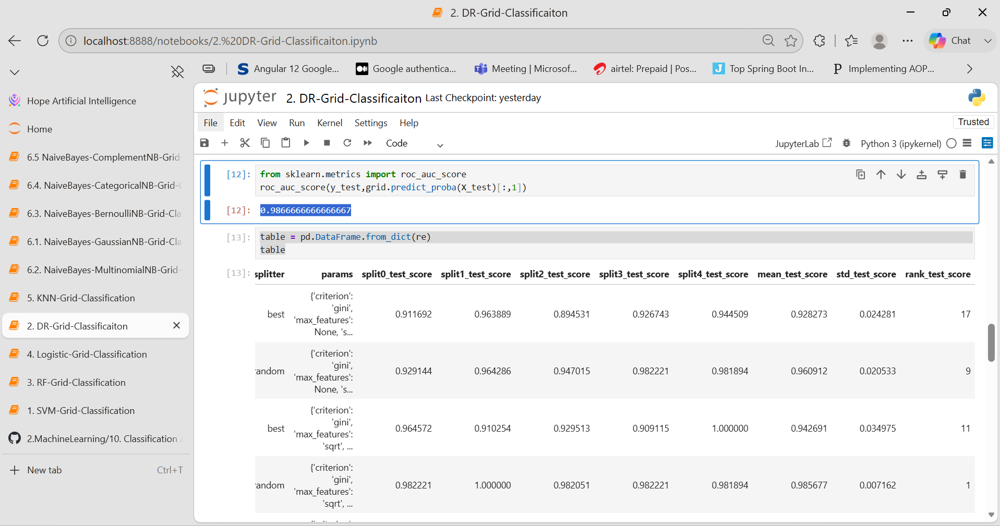 2. DR-Grid-Classificaiton
localhost:8888/notebooks/2.%20DR-Grid-Classificaiton.ipynb
Chat
Angular 12 Google...
Google authentica...
Meeting | Microsof...
airtel: Prepaid | Pos...
Top Spring Boot In...
Implementing AOP...
Hope Artificial Intelligence
Home
6.5 NaiveBayes-ComplementNB-Grid-
6.4. NaiveBayes-CategoricalNB-Grid-C
6.3. NaiveBayes-BernoulliNB-Grid-Cla
6.1. NaiveBayes-GaussianNB-Grid-Cla
6.2. NaiveBayes-MultinomialNB-Grid-
5. KNN-Grid-Classification
2. DR-Grid-Classificaiton
4. Logistic-Grid-Classification
3. RF-Grid-Classification
1. SVM-Grid-Classification
2.MachineLearning/10. Classification A
New tab Ctrl+T
jupyter 2. DR-Grid-Classificaiton Last Checkpoint: yesterday
File Edit View Run Kernel Settings Help
Trusted
Code
JupyterLab Python 3 (ipykernel)
[12]: from sklearn.metrics import roc_auc_score
roc_auc_score(y_test,grid.predict_proba(X_test)[:,1])
[12]: 0.9866666666666667
[13]: table = pd.DataFrame.from_dict(re)
table
[13]: splitter params split0_test_score split1_test_score split2_test_score split3_test_score split4_test_score mean_test_score std_test_score rank_test_score
best {'criterion': 'gini', 'max_features': None, 's... 0.911692 0.963889 0.894531 0.926743 0.944509 0.928273 0.024281 17
andom {'criterion': 'gini', 'max_features': None, 's... 0.929144 0.964286 0.947015 0.982221 0.981894 0.960912 0.020533 9
best {'criterion': 'gini', 'max_features': 'sqrt', ... 0.964572 0.910254 0.929513 0.909115 1.000000 0.942691 0.034975 11
andom {'criterion': 'gini', 'max_features': 'sqrt', ... 0.982221 1.000000 0.982051 0.982221 0.981894 0.985677 0.007162 1